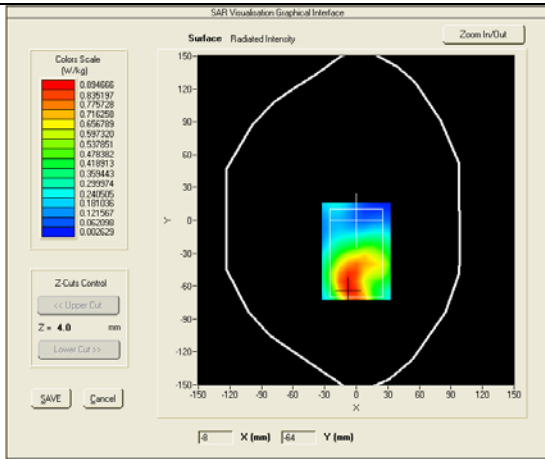 SAR Visualisation Graphical Interface
Surface Radiated Intensity
Zoom In/Out
Colors Scale
(W/kg)
0.894666
0.835197
0.775728
0.716258
0.656789
0.597320
0.537851
0.478382
0.418913
0.359443
0.299974
0.240505
0.181036
0.121567
0.062098
0.002629
Z-Cuts Control
<< Upper Cut
Z = 4.0 mm
Lower Cut >>
SAVE Cancel
150
120
90
60
30
Y 0
-30
-60
-90
-120
-150
-150 -120 -90 -60 -30 0 30 60 90 120 150
X
-8 X (mm) -64 Y (mm)